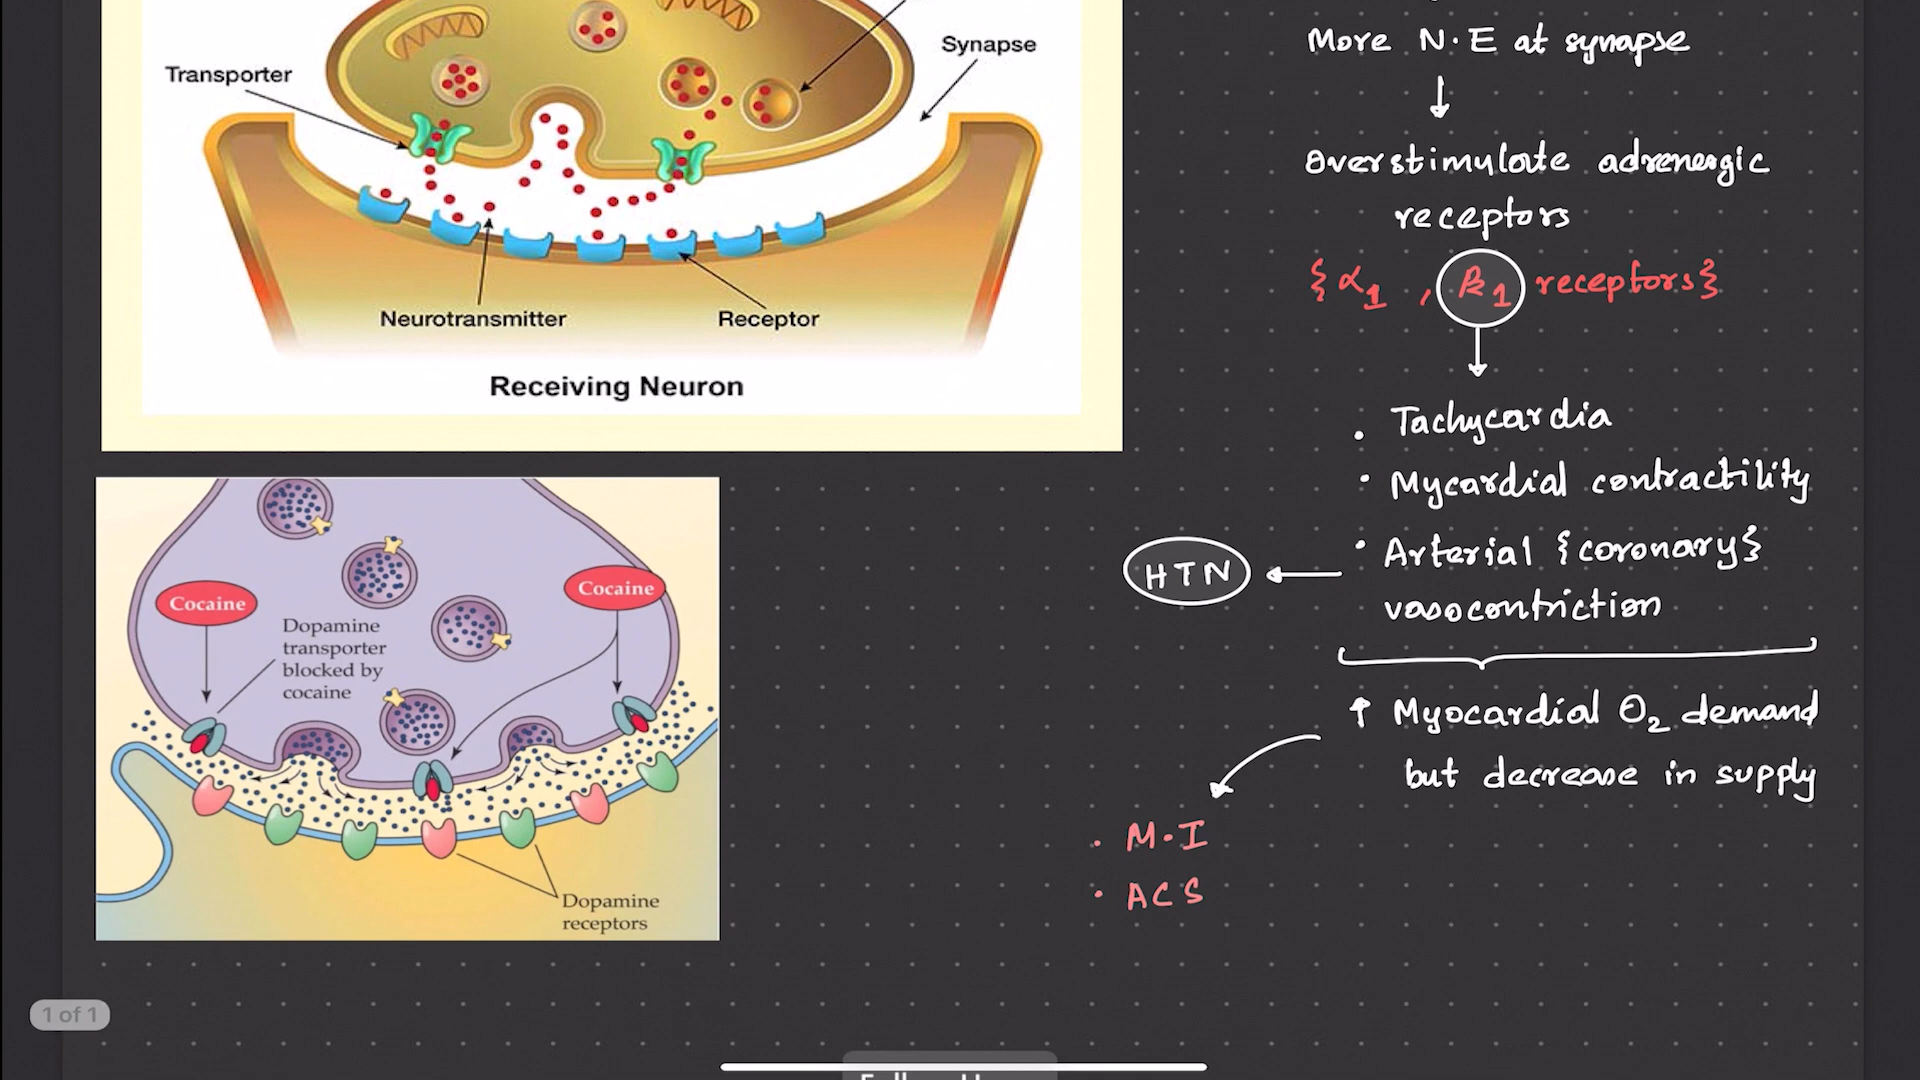 Transporter
Synapse
Neurotransmitter
Receptor
Receiving Neuron
Cocaine
Cocaine
Dopamine
transporter
blocked by
cocaine
Dopamine
receptors
More N.E at synapse
↓
Overstimulate adrenergic
receptors
{α1 , β1 receptors}
↓
• Tachycardia
• Mycardial contractility
• Arterial {coronary}
vasocontriction
HTN ←
↑ Myocardial O2 demand
but decrease in supply
• M.I
• ACS
1 of 1